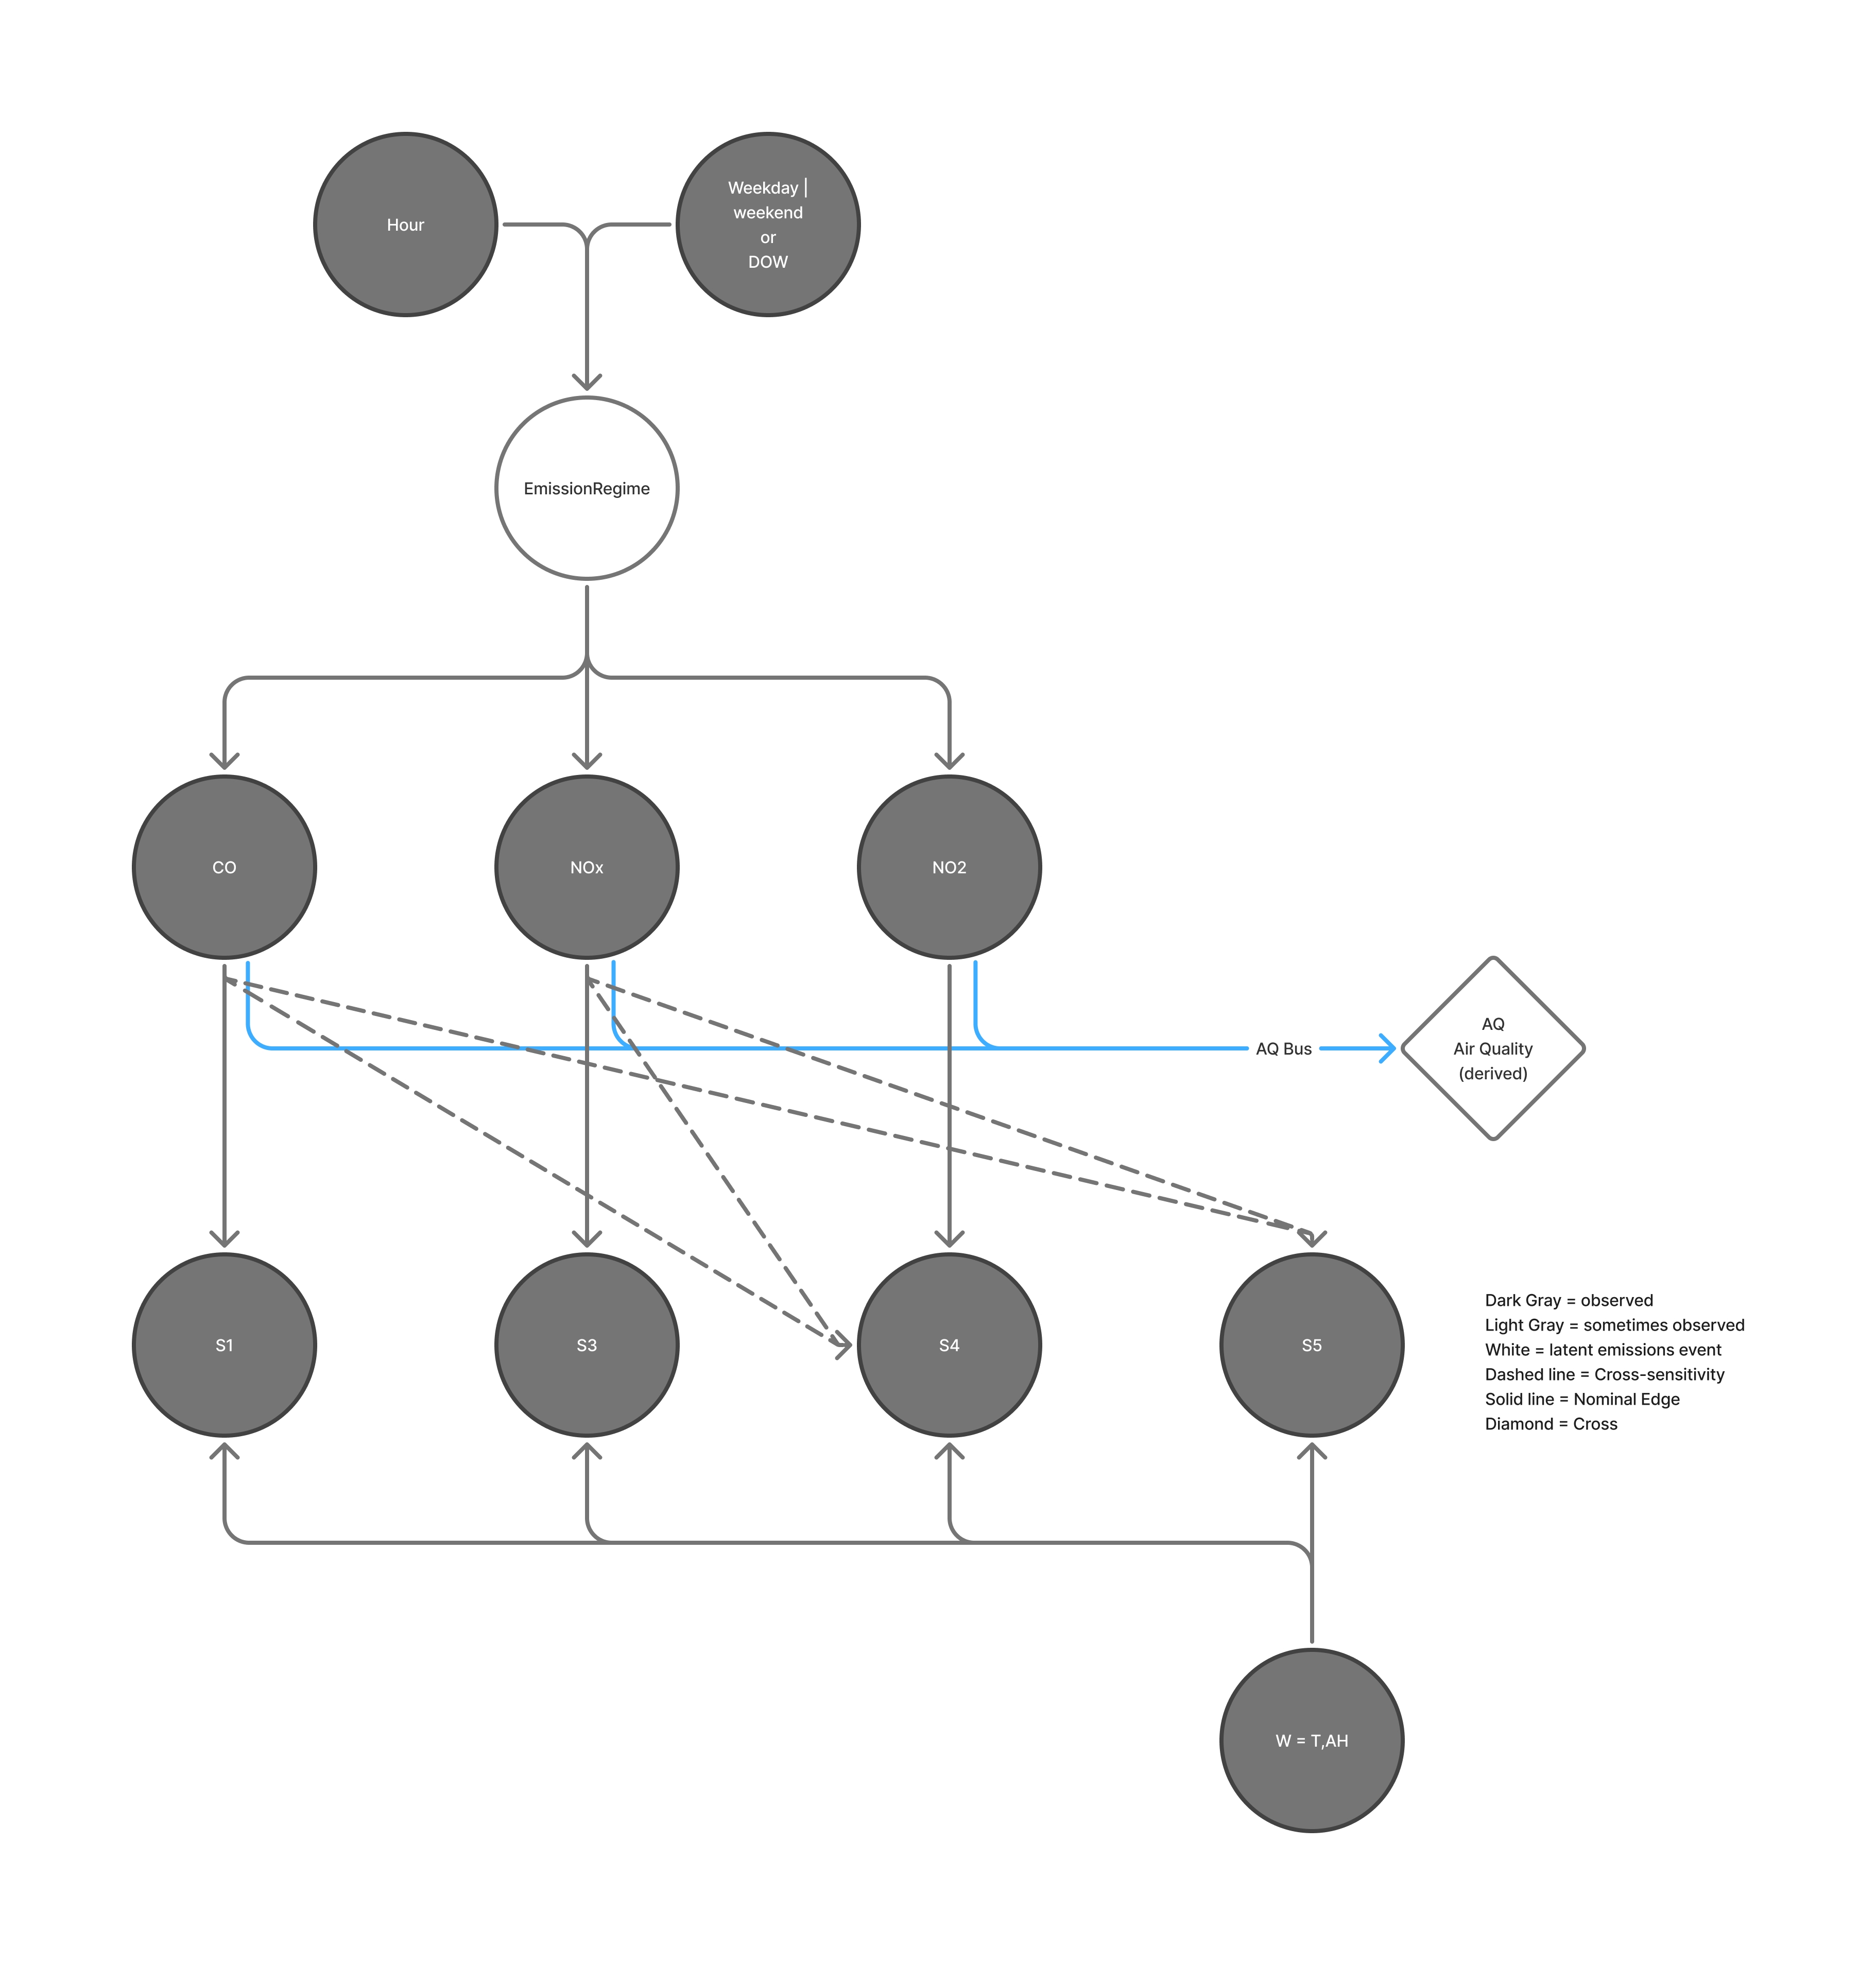 Hour
Weekday |
weekend
or
DOW
EmissionRegime
CO
NOx
NO2
AQ Bus
AQ
Air Quality
(derived)
S1
S3
S4
S5
Dark Gray = observed
Light Gray = sometimes observed
White = latent emissions event
Dashed line = Cross-sensitivity
Solid line = Nominal Edge
Diamond = Cross
W = T,AH